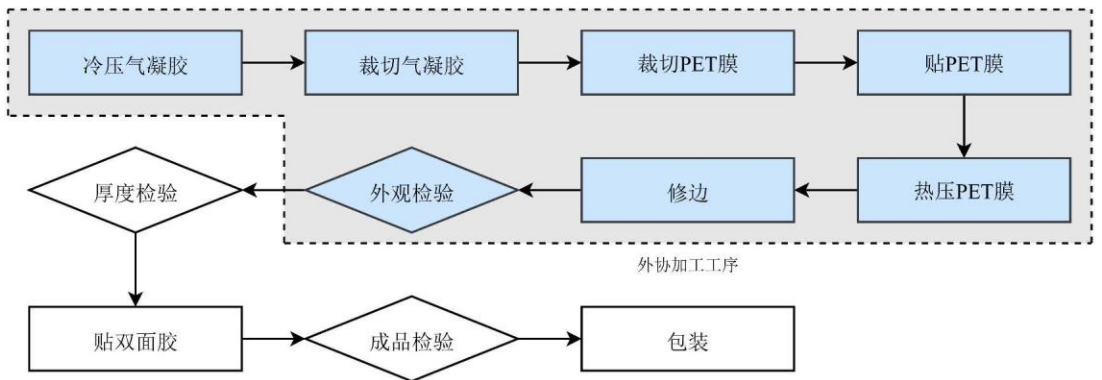 冷压气凝胶
裁切气凝胶
裁切PET膜
贴PET膜
热压PET膜
修边
外观检验
厚度检验
外协加工工序
贴双面胶
成品检验
包装